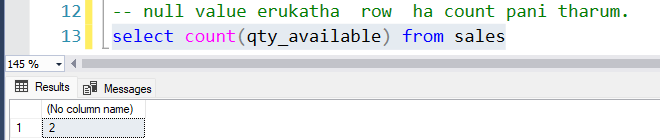 12 -- null value erukatha row ha count pani tharum.
13 select count(qty_available) from sales
145 %
Results Messages
(No column name)
1 2